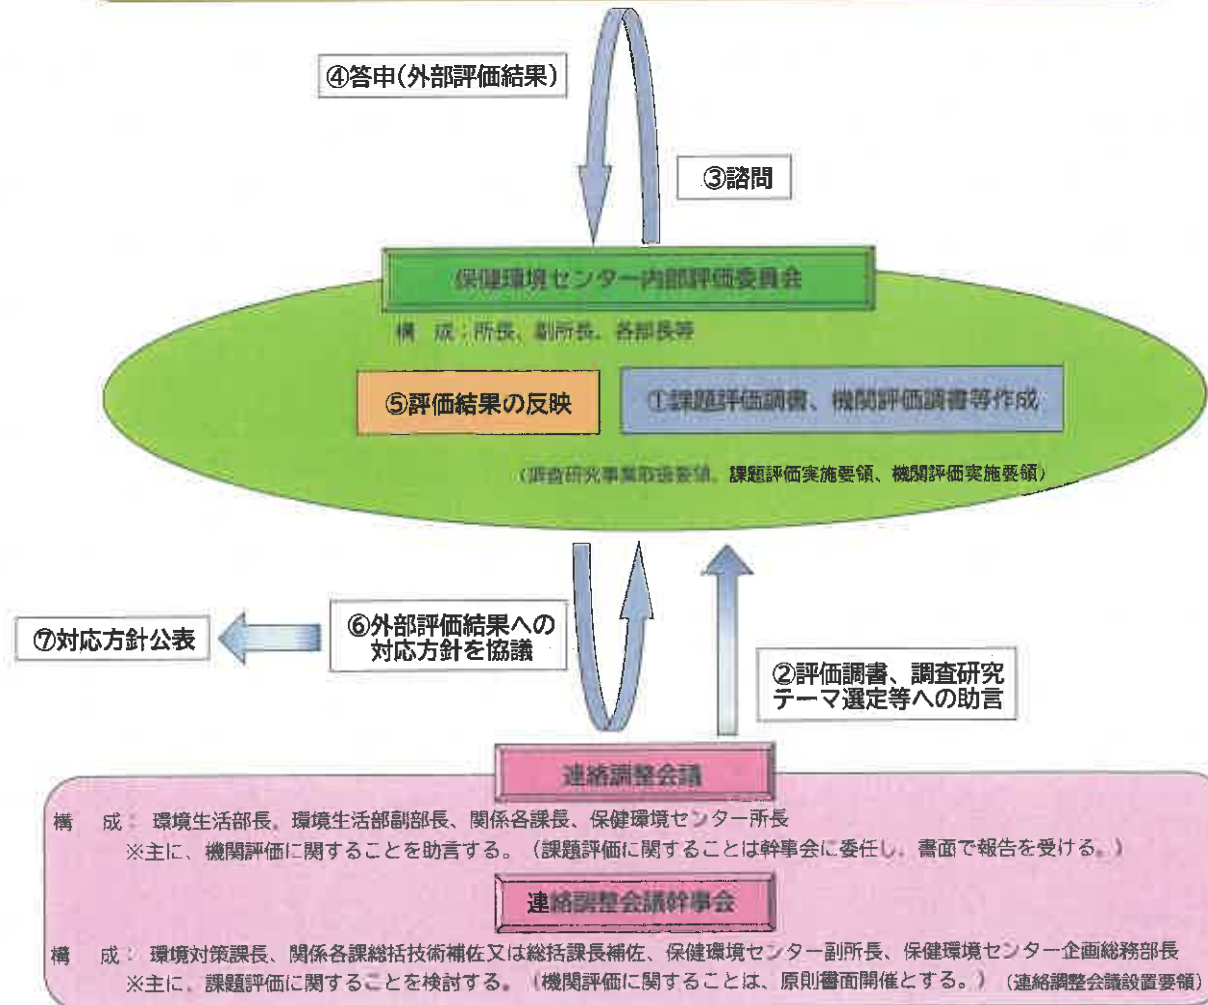 ④答申(外部評価結果)
③諮問
保健環境センター内部評価委員会
構 成:所長、副所長、各部長等
⑤評価結果の反映
①課題評価調書、機関評価調書等作成
(調査研究事業取扱要領、課題評価実施要領、機関評価実施要領)
⑦対応方針公表
⑥外部評価結果への
対応方針を協議
②評価調書、調査研究
テーマ選定等への助言
連絡調整会議
構 成: 環境生活部長、環境生活部副部長、関係各課長、保健環境センター所長
※主に、機関評価に関することを助言する。(課題評価に関することは幹事会に委任し、書面で報告を受ける。)
連絡調整会議幹事会
構 成: 環境対策課長、関係各課総括技術補佐又は総括課長補佐、保健環境センター副所長、保健環境センター企画総務部長
※主に、課題評価に関することを検討する。(機関評価に関することは、原則書面開催とする。) (連絡調整会議設置要領)